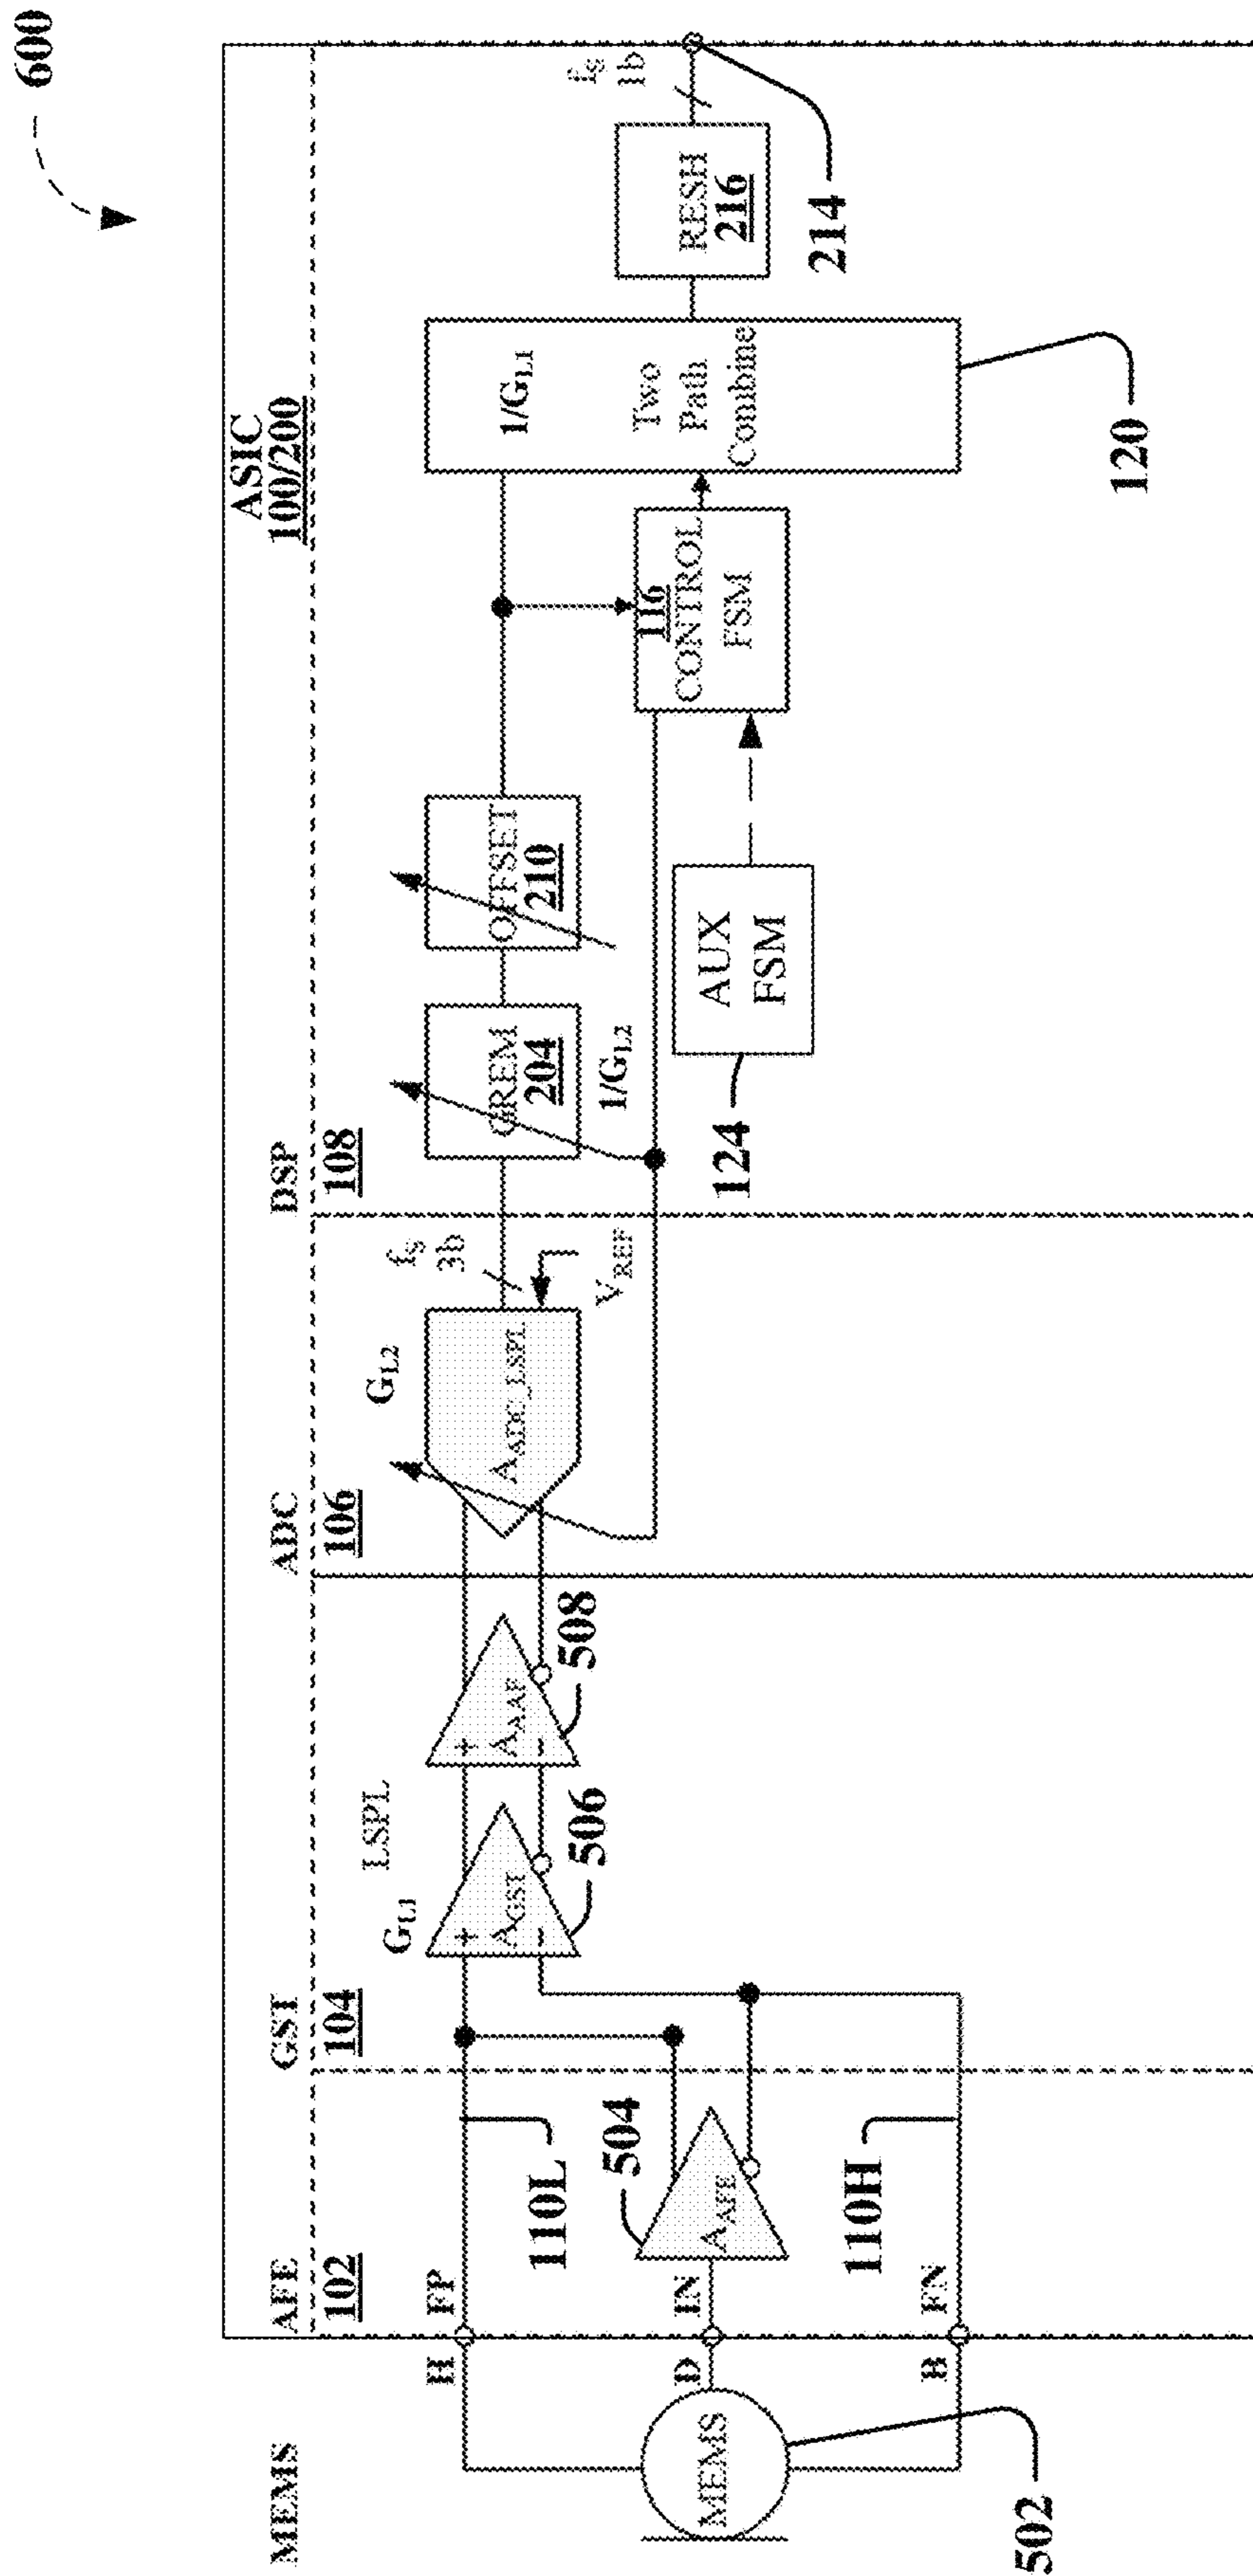 600
ASIC
100/200
MEMS
AFE
102
GST
104
ADC
106
DSP
108
H
FP
110L
G_L1
LSPL
A_GST
+
−
506
A_AAF
+
−
508
G_L2
A_ADC_LSPL
f_S
3b
V_REF
GREM
204
1/G_L2
OFFSET
210
1/G_L1
Two
Path
Combine
120
RESH
216
f_S
1b
214
116
CONTROL
FSM
AUX
FSM
124
MEMS
502
D
IN
504
A_AFE
110H
B
FN